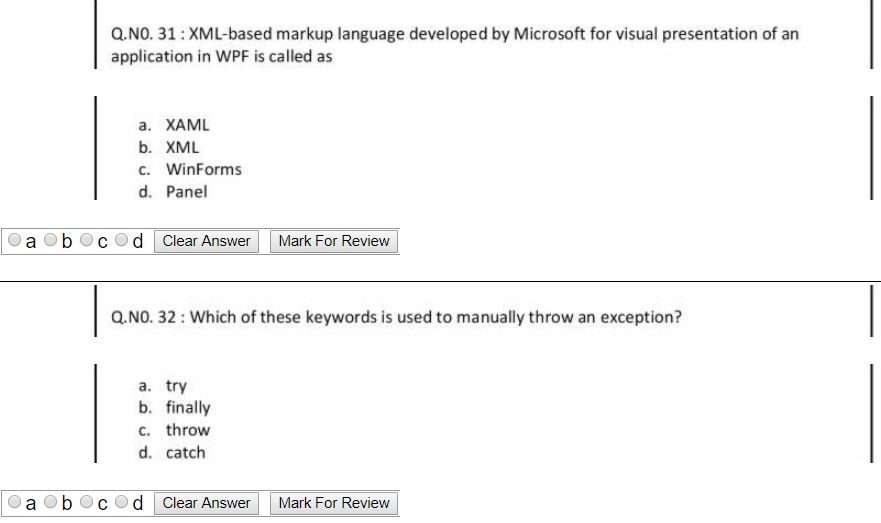 Q.NO. 31 : XML-based markup language developed by Microsoft for visual presentation of an
application in WPF is called as
a. XAML
b. XML
c. WinForms
d. Panel
a b c d Clear Answer Mark For Review
Q.NO. 32 : Which of these keywords is used to manually throw an exception?
a. try
b. finally
c. throw
d. catch
a b c d Clear Answer Mark For Review